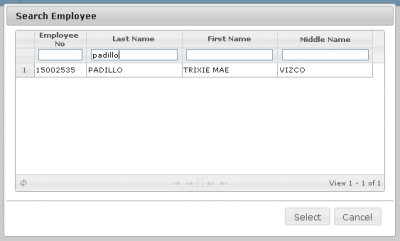 Search Employee
Employee No Last Name First Name Middle Name
padillo
1 15002535 PADILLO TRIXIE MAE VIZCO
View 1 - 1 of 1
Select Cancel